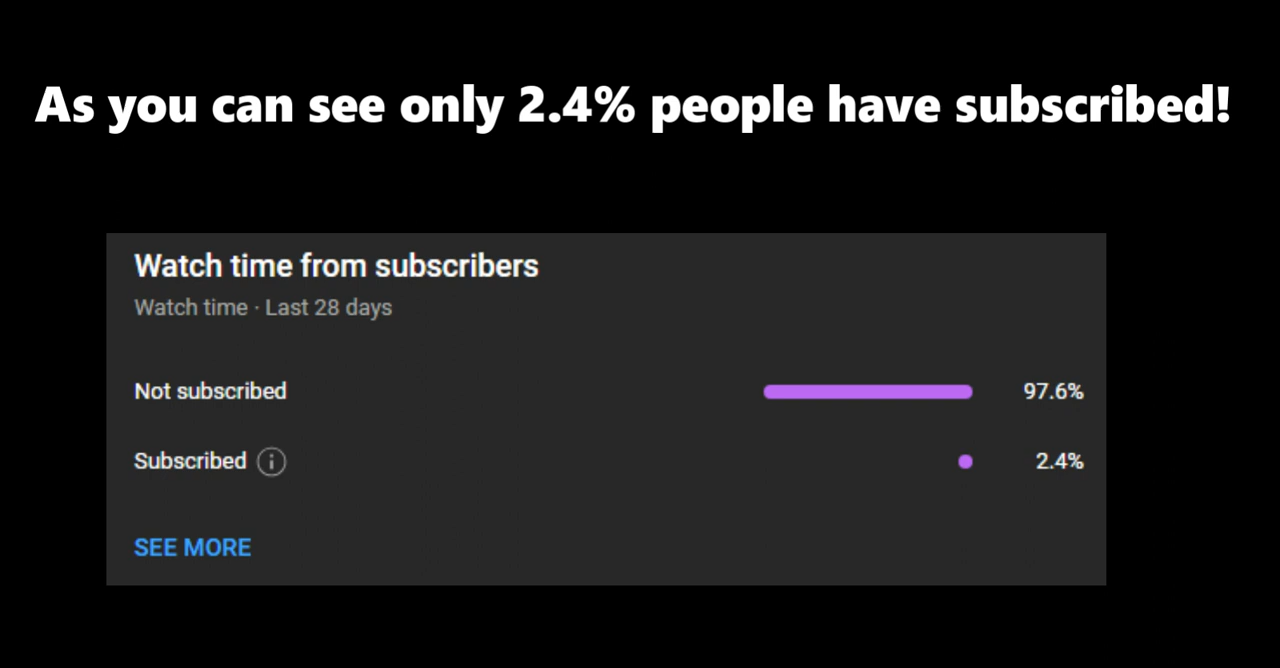 As you can see only 2.4% people have subscribed!
Watch time from subscribers
Watch time · Last 28 days
Not subscribed 97.6%
Subscribed 2.4%
SEE MORE